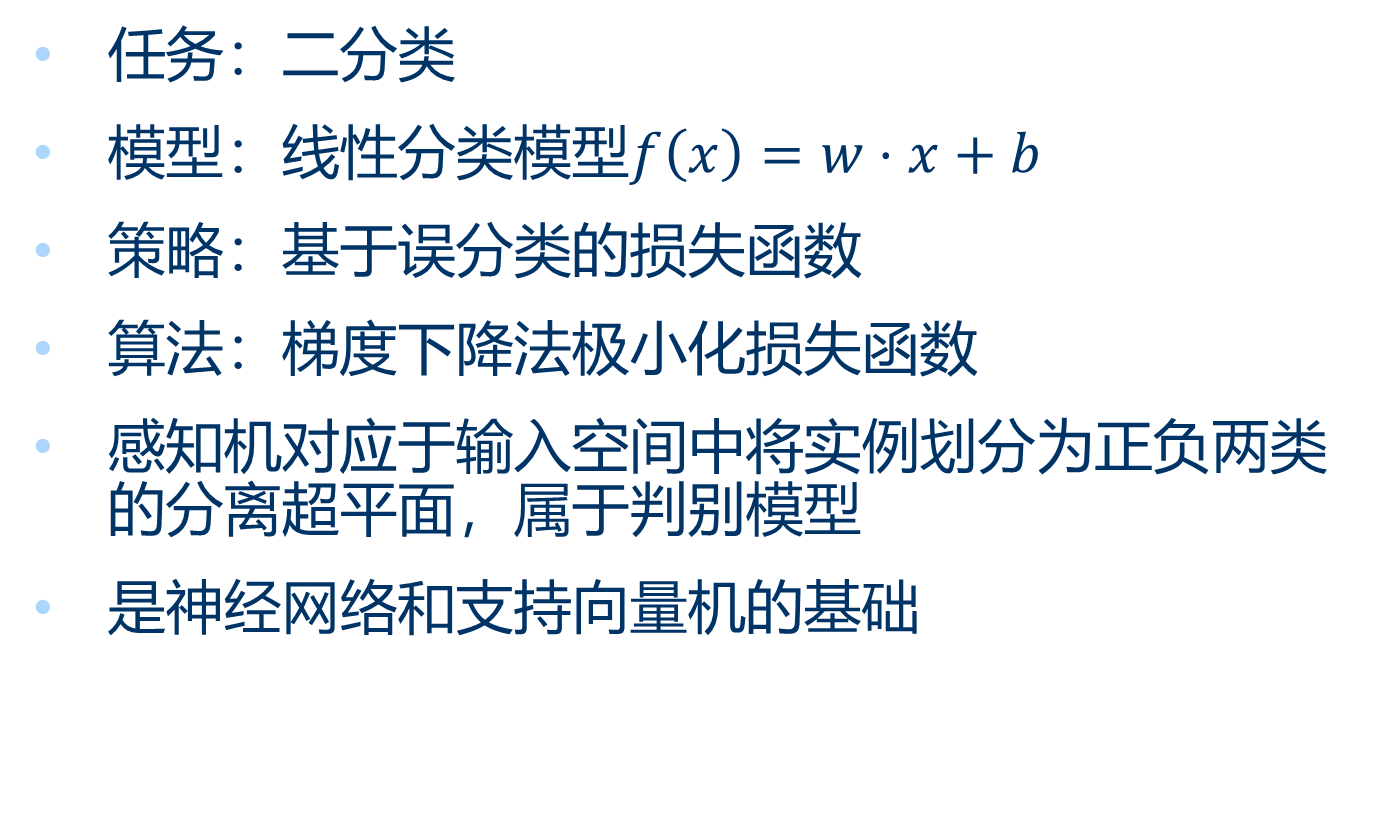 • 任务：二分类
• 模型：线性分类模型f(x) = w · x + b
• 策略：基于误分类的损失函数
• 算法：梯度下降法极小化损失函数
• 感知机对应于输入空间中将实例划分为正负两类
的分离超平面，属于判别模型
• 是神经网络和支持向量机的基础